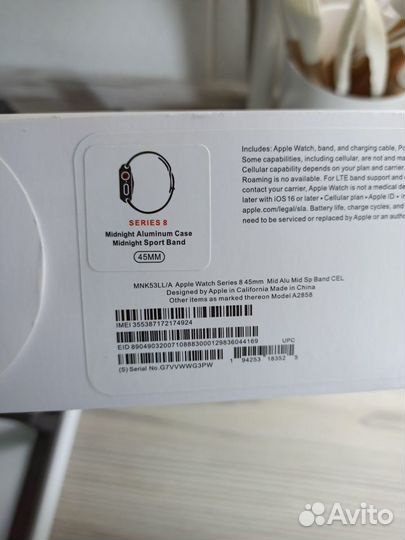 Includes: Apple Watch, band, and charging cable, Po
Some capabilities, including cellular, are not and ma
Cellular capability depends on your plan and carrier.
Roaming is not available. For LTE band support and
contact your carrier. Apple Watch is not a medical de
later with iOS 16 or later • Cellular plan • Apple ID •
apple.com/legal/sla. Battery life, charge cycles, and
need to be serviced or replaced by Apple or an author
SERIES 8
Midnight Aluminum Case
Midnight Sport Band
45MM
MNK53LL/A Apple Watch Series 8 45mm Mid Alu Mid Sp Band CEL
Designed by Apple in California Made in China
Other items as marked thereon Model A2858
IMEI 355387172174924
EID 89049032007108883000129836044169
UPC
(S) Serial No. G7VVWWG3PW
1 94253 18352 5
Avito